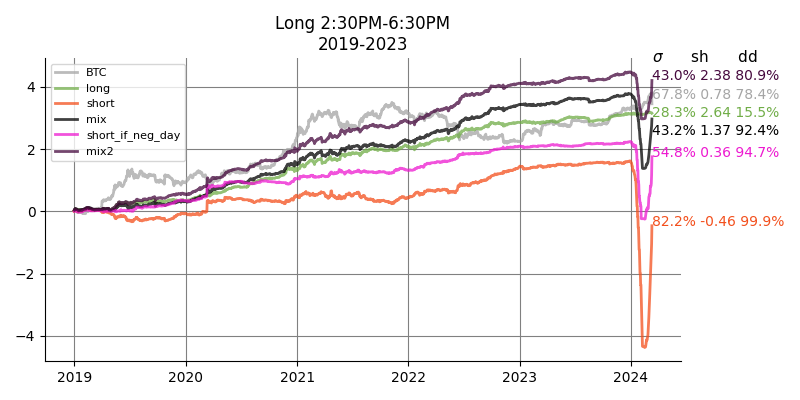 Long 2:30PM-6:30PM
2019-2023
σ sh dd
BTC
long
short
mix
short_if_neg_day
mix2
43.0% 2.38 80.9%
67.8% 0.78 78.4%
28.3% 2.64 15.5%
43.2% 1.37 92.4%
54.8% 0.36 94.7%
82.2% -0.46 99.9%
4
2
0
−2
−4
2019 2020 2021 2022 2023 2024